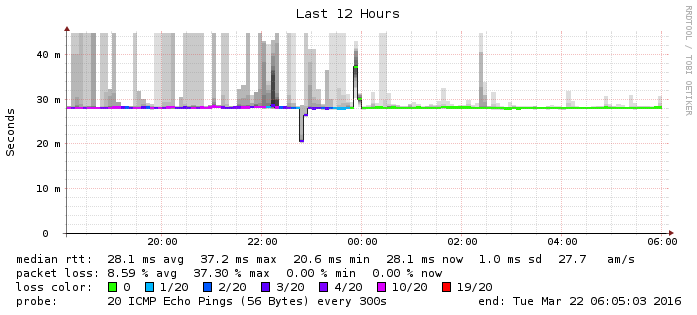 Last 12 Hours
RRDTOOL / TOBI OETIKER
Seconds
40 m
30 m
20 m
10 m
0
20:00 22:00 00:00 02:00 04:00 06:00
median rtt: 28.1 ms avg 37.2 ms max 20.6 ms min 28.1 ms now 1.0 ms sd 27.7 am/s
packet loss: 8.59 % avg 37.30 % max 0.00 % min 0.00 % now
loss color: 0 1/20 2/20 3/20 4/20 10/20 19/20
probe: 20 ICMP Echo Pings (56 Bytes) every 300s end: Tue Mar 22 06:05:03 2016